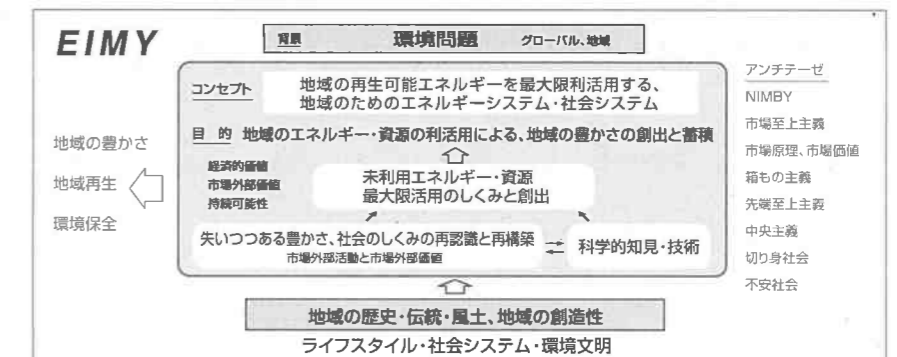 EIMY
背景 環境問題 グローバル、地域
コンセプト 地域の再生可能エネルギーを最大限利活用する、
地域のためのエネルギーシステム・社会システム
目 的 地域のエネルギー・資源の利活用による、地域の豊かさの創出と蓄積
経済的価値
市場外部価値
持続可能性
未利用エネルギー・資源
最大限活用のしくみと創出
失いつつある豊かさ、社会のしくみの再認識と再構築
市場外部活動と市場外部価値
科学的知見・技術
地域の豊かさ
地域再生
環境保全
アンチテーゼ
NIMBY
市場至上主義
市場原理、市場価値
箱もの主義
先端至上主義
中央主義
切り身社会
不安社会
地域の歴史・伝統・風土、地域の創造性
ライフスタイル・社会システム・環境文明